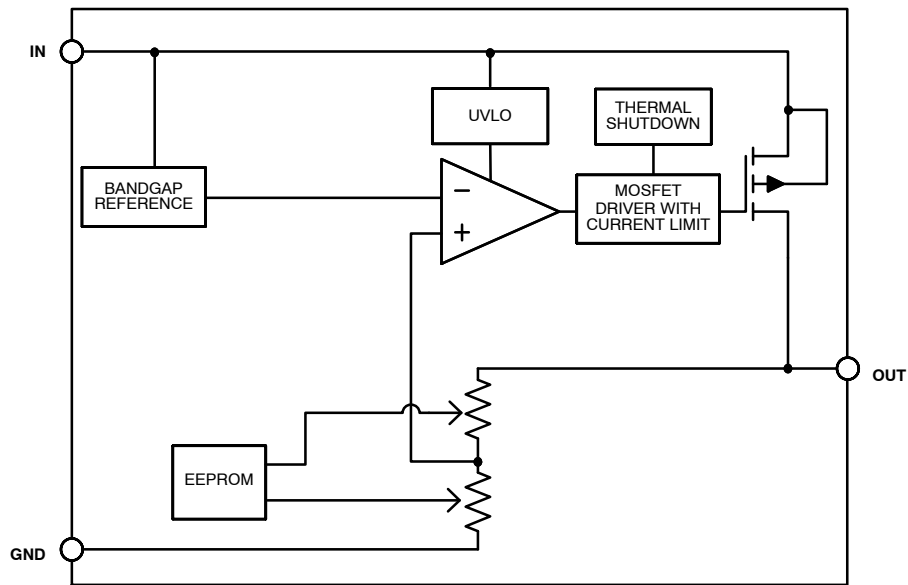 IN
UVLO
THERMAL
SHUTDOWN
BANDGAP
REFERENCE
−
+
MOSFET
DRIVER WITH
CURRENT LIMIT
OUT
EEPROM
GND